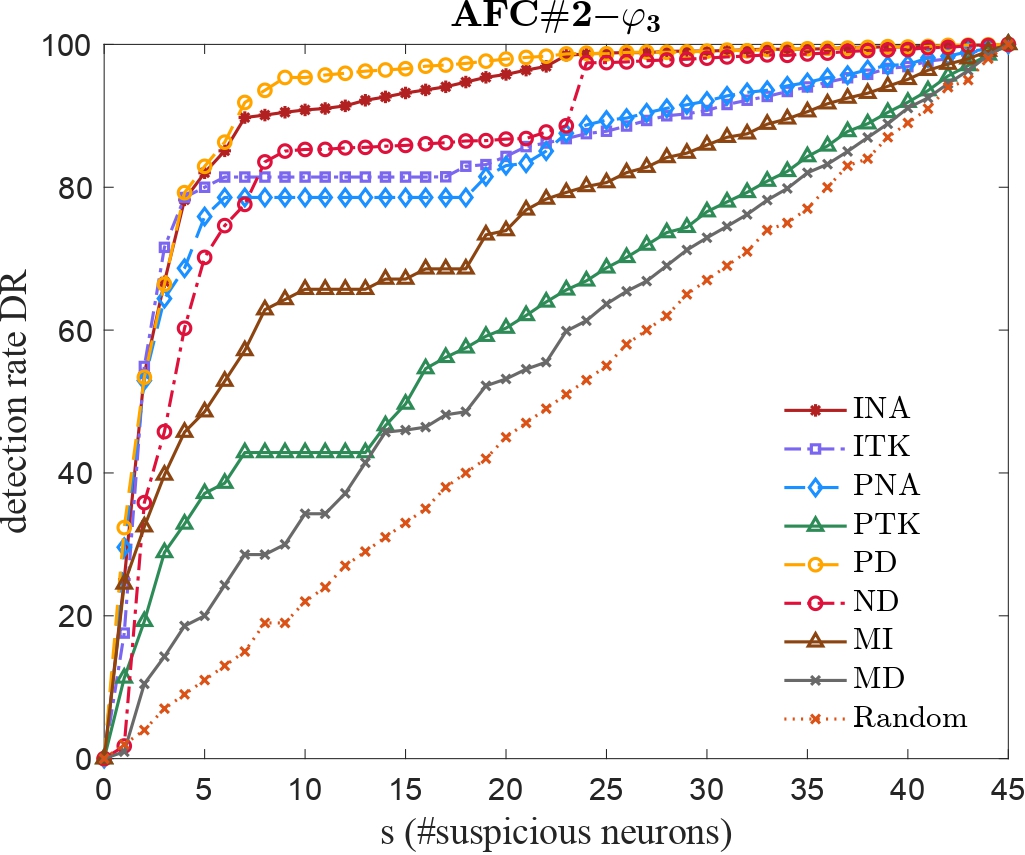 AFC#2−φ₃
100
80
60
40
20
0
detection rate DR
INA
ITK
PNA
PTK
PD
ND
MI
MD
Random
0 5 10 15 20 25 30 35 40 45
s (#suspicious neurons)